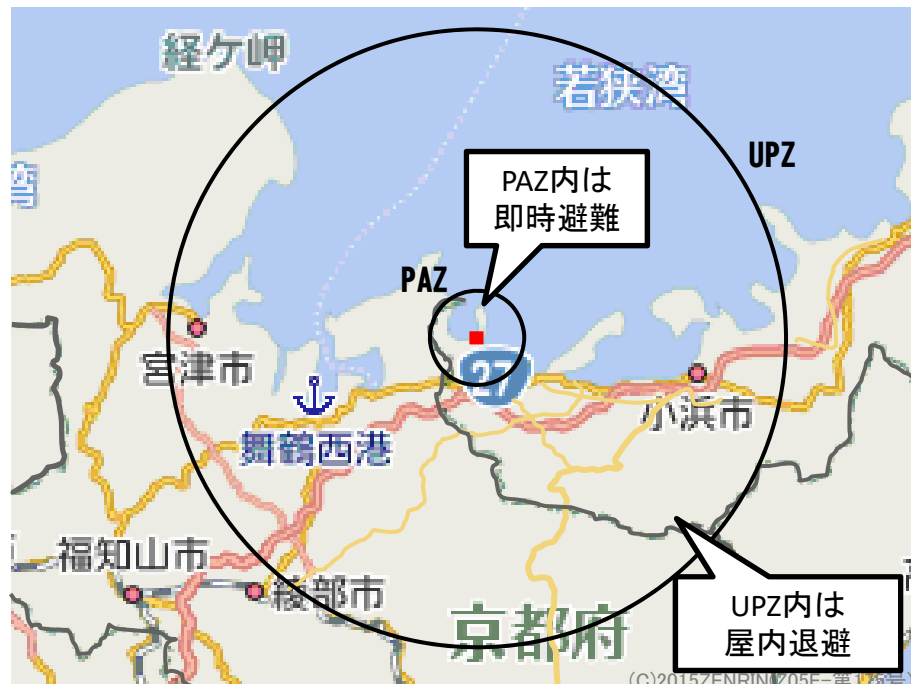 経ケ岬
若狭湾
湾
UPZ
PAZ内は
即時避難
PAZ
宮津市
27
小浜市
舞鶴西港
福知山市
綾部市
京都府
UPZ内は
屋内退避